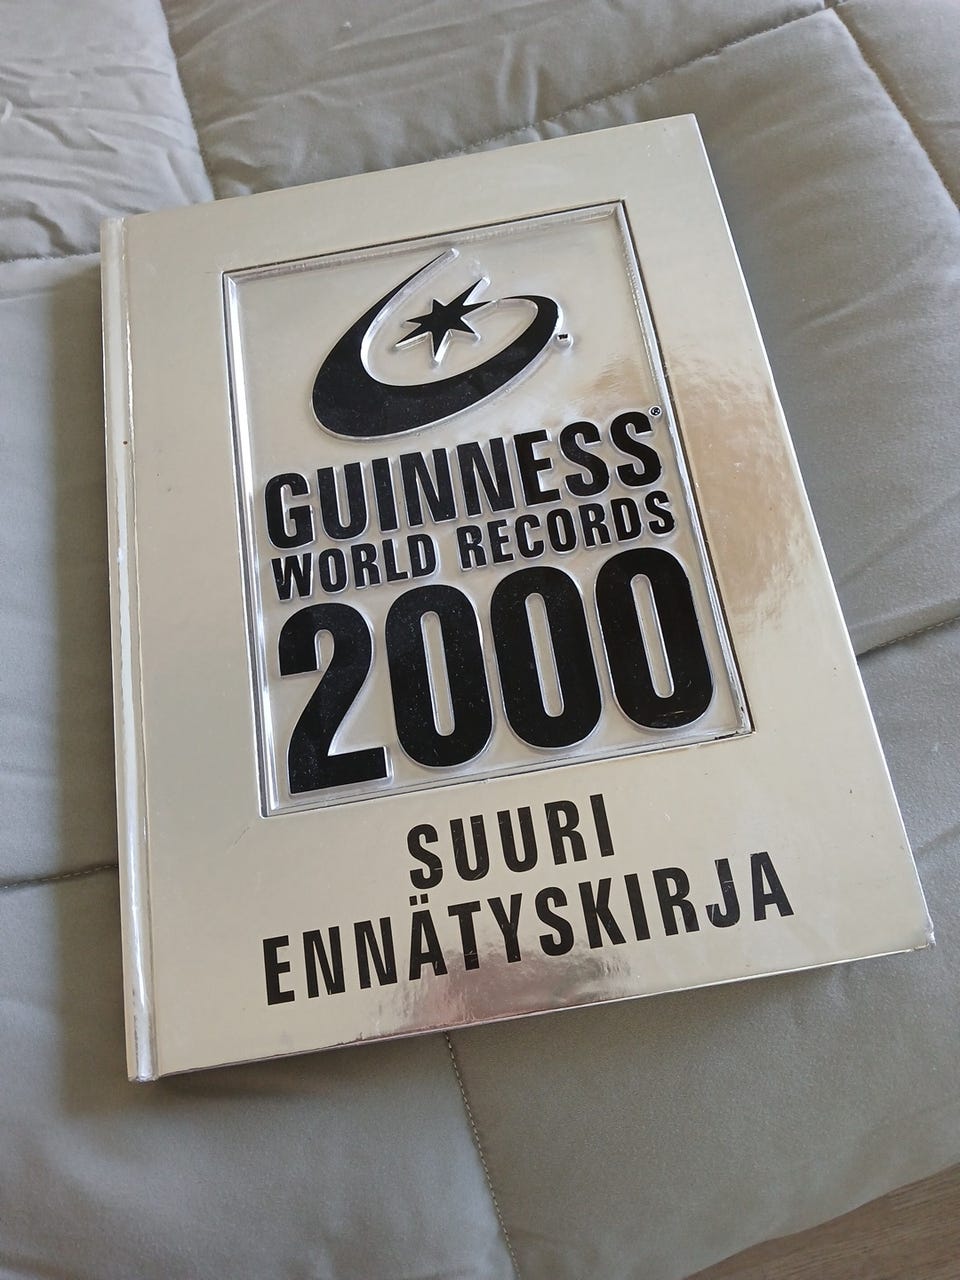 GUINNESS®
WORLD RECORDS
2000
SUURI
ENNÄTYSKIRJA